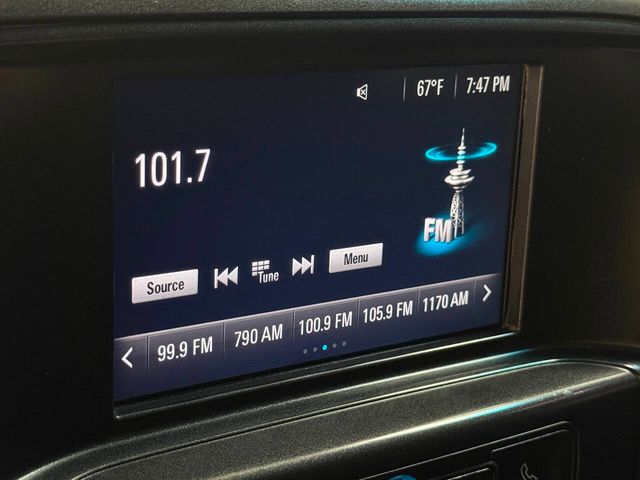 67°F 7:47 PM
101.7
FM
Source Tune Menu
99.9 FM 790 AM 100.9 FM 105.9 FM 1170 AM